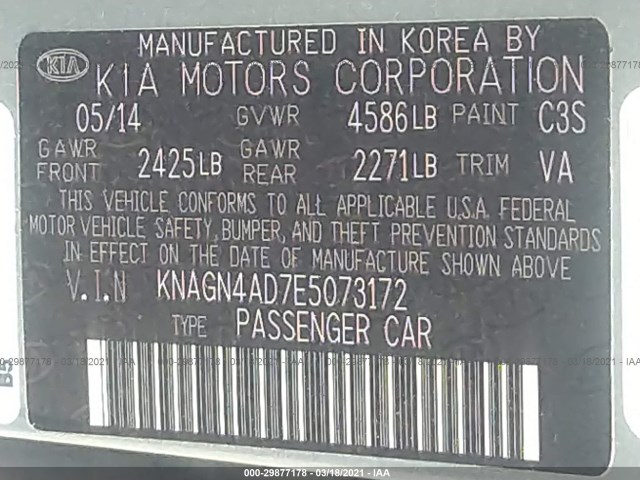 MANUFACTURED IN KOREA BY
KIA KIA MOTORS CORPORATION
05/14 GVWR 4586LB PAINT C3S
GAWR FRONT 2425LB GAWR REAR 2271LB TRIM VA
THIS VEHICLE CONFORMS TO ALL APPLICABLE U.S.A. FEDERAL
MOTOR VEHICLE SAFETY, BUMPER, AND THEFT PREVENTION STANDARDS
IN EFFECT ON THE DATE OF MANUFACTURE SHOWN ABOVE
V.I.N KNAGN4AD7E5073172
TYPE PASSENGER CAR
000-29877178 - 03/18/2021 - IAA